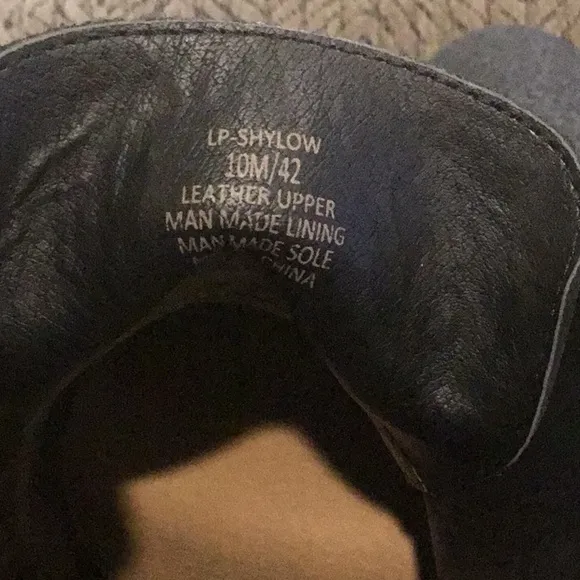 LP-SHYLOW
10M/42
LEATHER UPPER
MAN MADE LINING
MAN MADE SOLE
CHINA